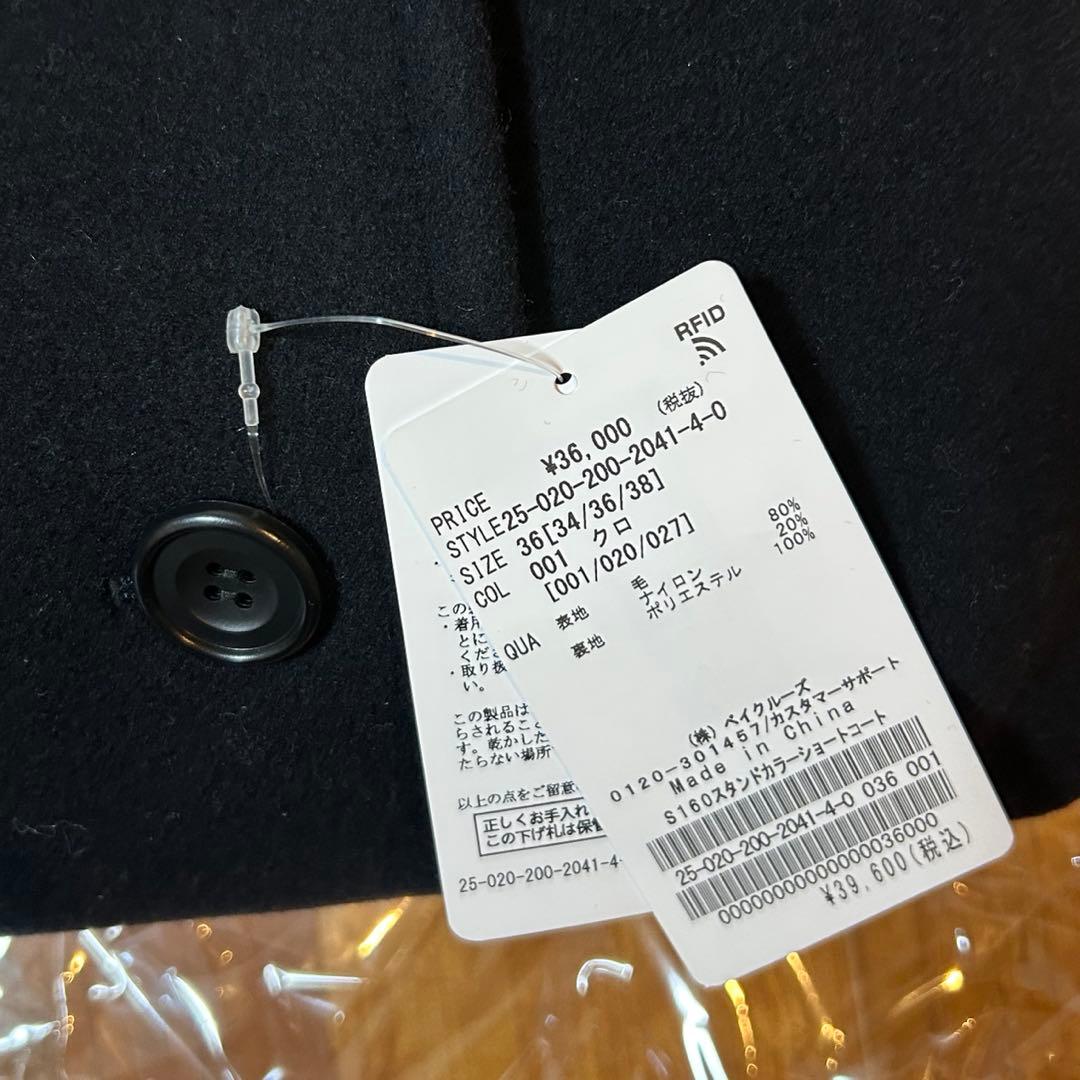 RFID
PRICE ¥36,000 (税抜)
STYLE25-020-200-2041-4-0
SIZE 36[34/36/38]
COL 001 クロ
[001/020/027]
QUA 表地 毛 80%
ナイロン 20%
裏地 ポリエステル 100%
(株) ベイクルーズ
0120-301457/カスタマーサポート
Made in China
S160スタンドカラーショートコート
25-020-200-2041-4-0 036 001
0000000000000000036000
¥39,600(税込)
・着用
とに
くださ
・取り扱
い。
この製品は
らされるこ
す。乾かした
たらない場所
以上の点をご留意
正しくお手入れ
この下げ札は保管
25-020-200-2041-4-